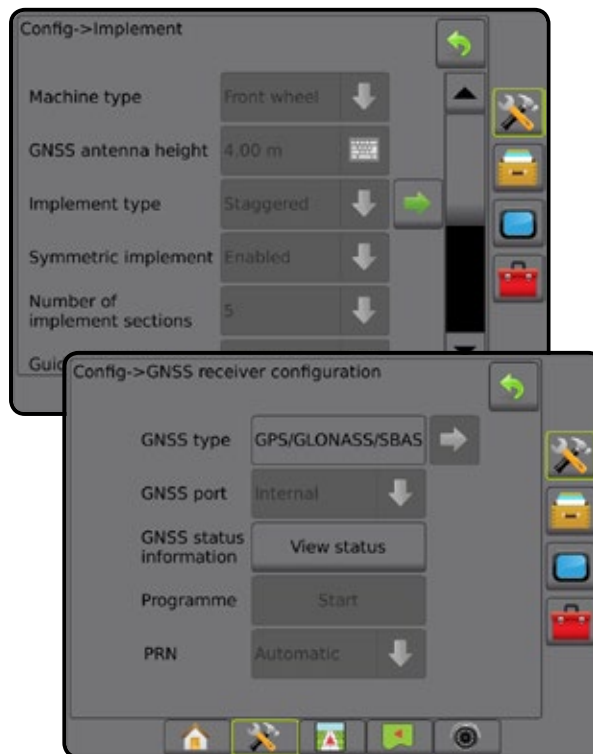 Config->Implement
Machine type
Front wheel
GNSS antenna height
4.00 m
Implement type
Staggered
Symmetric implement
Enabled
Number of
implement sections
5
Guid
Config->GNSS receiver configuration
GNSS type
GPS/GLONASS/SBAS
GNSS port
Internal
GNSS status
information
View status
Programme
Start
PRN
Automatic